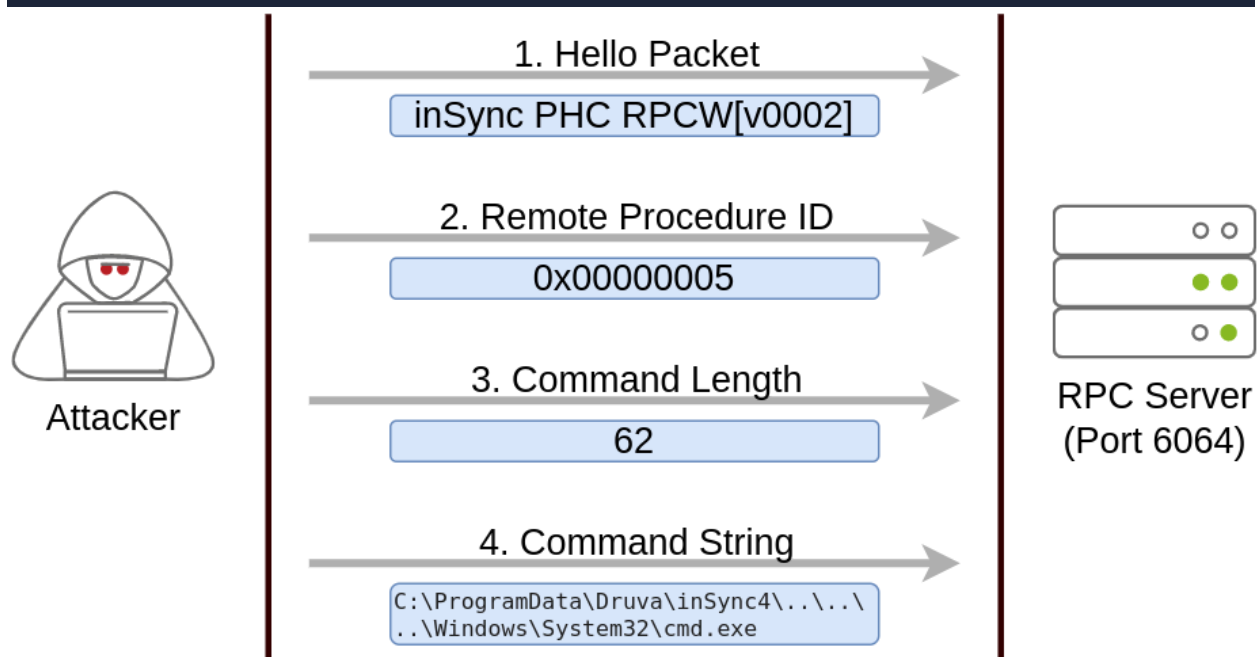 1. Hello Packet
inSync PHC RPCW[v0002]
2. Remote Procedure ID
0x00000005
3. Command Length
62
4. Command String
C:\ProgramData\Druva\inSync4\..\..\
..\Windows\System32\cmd.exe
Attacker
RPC Server
(Port 6064)